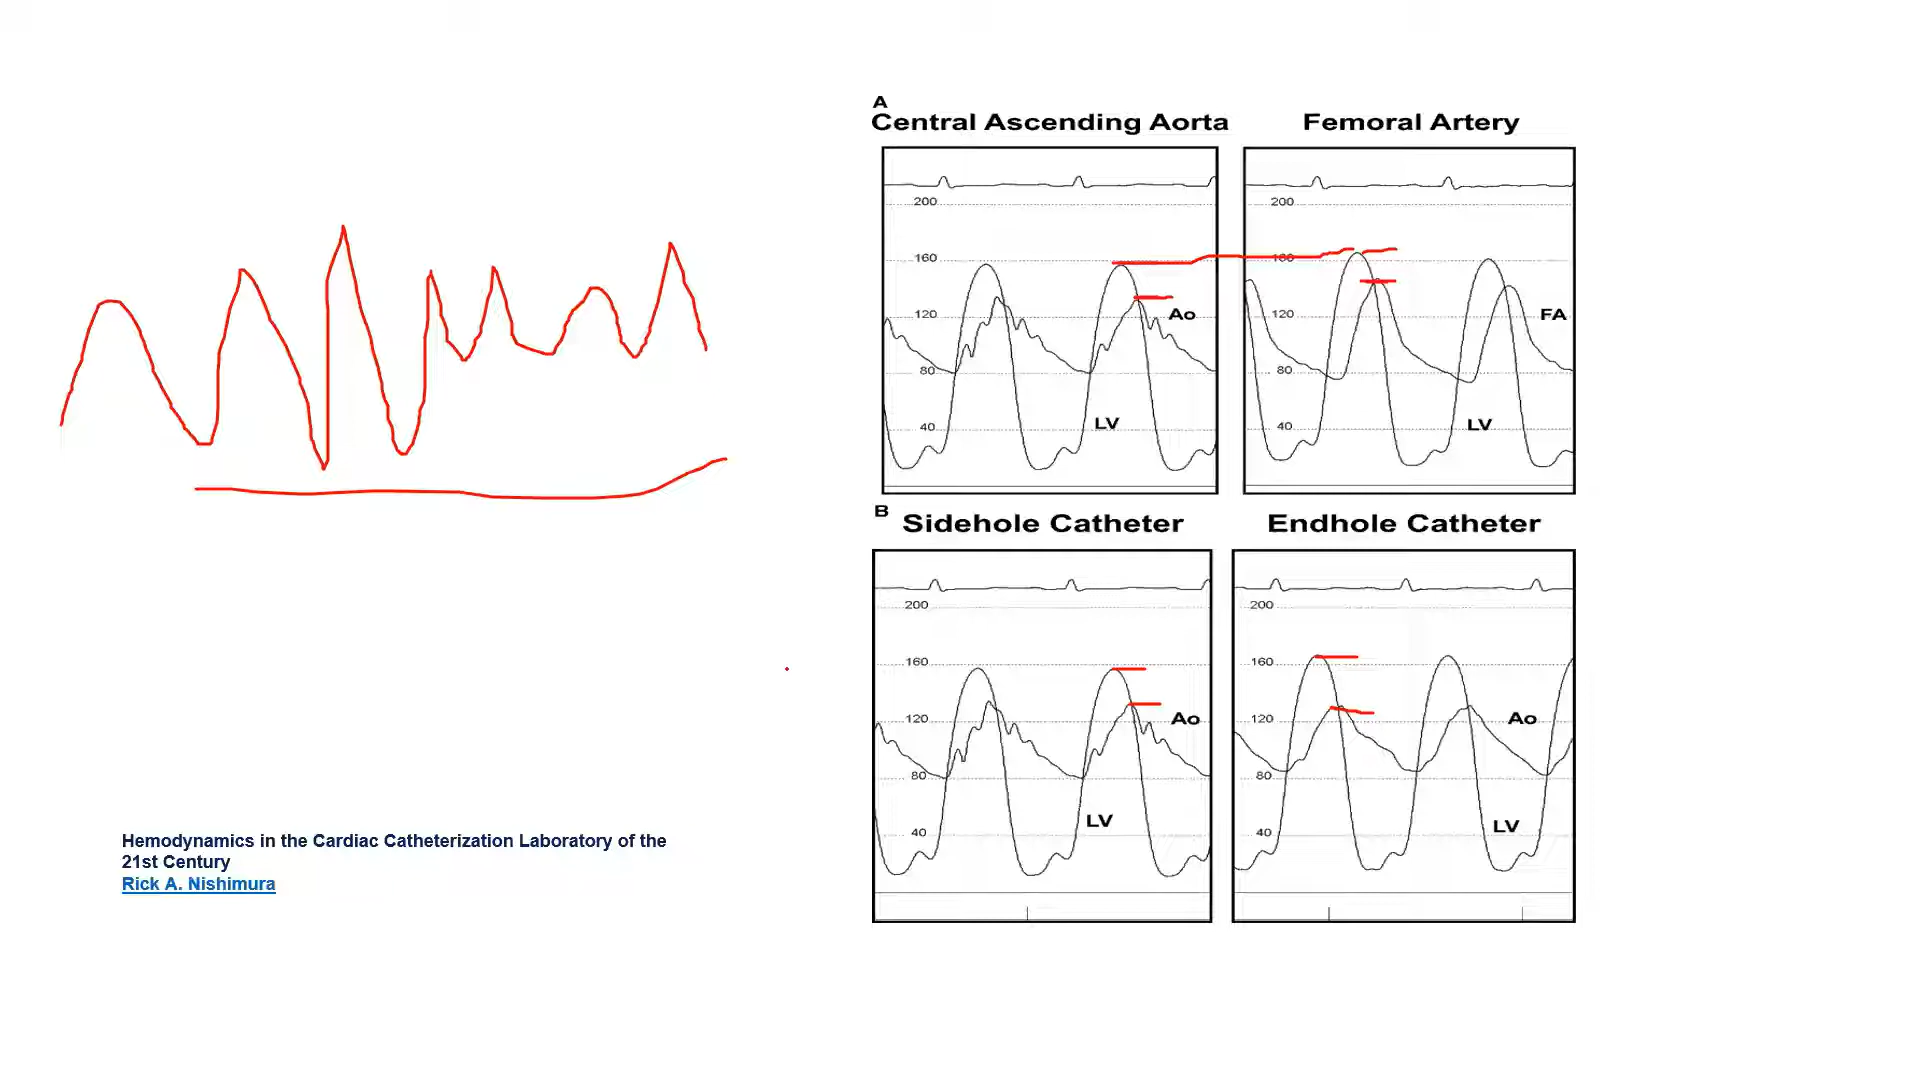 A
Central Ascending Aorta
Femoral Artery
200
160
120
80
40
Ao
LV
200
160
120
80
40
FA
LV
B
Sidehole Catheter
Endhole Catheter
200
160
120
80
40
Ao
LV
200
160
120
80
40
Ao
LV
Hemodynamics in the Cardiac Catheterization Laboratory of the
21st Century
Rick A. Nishimura